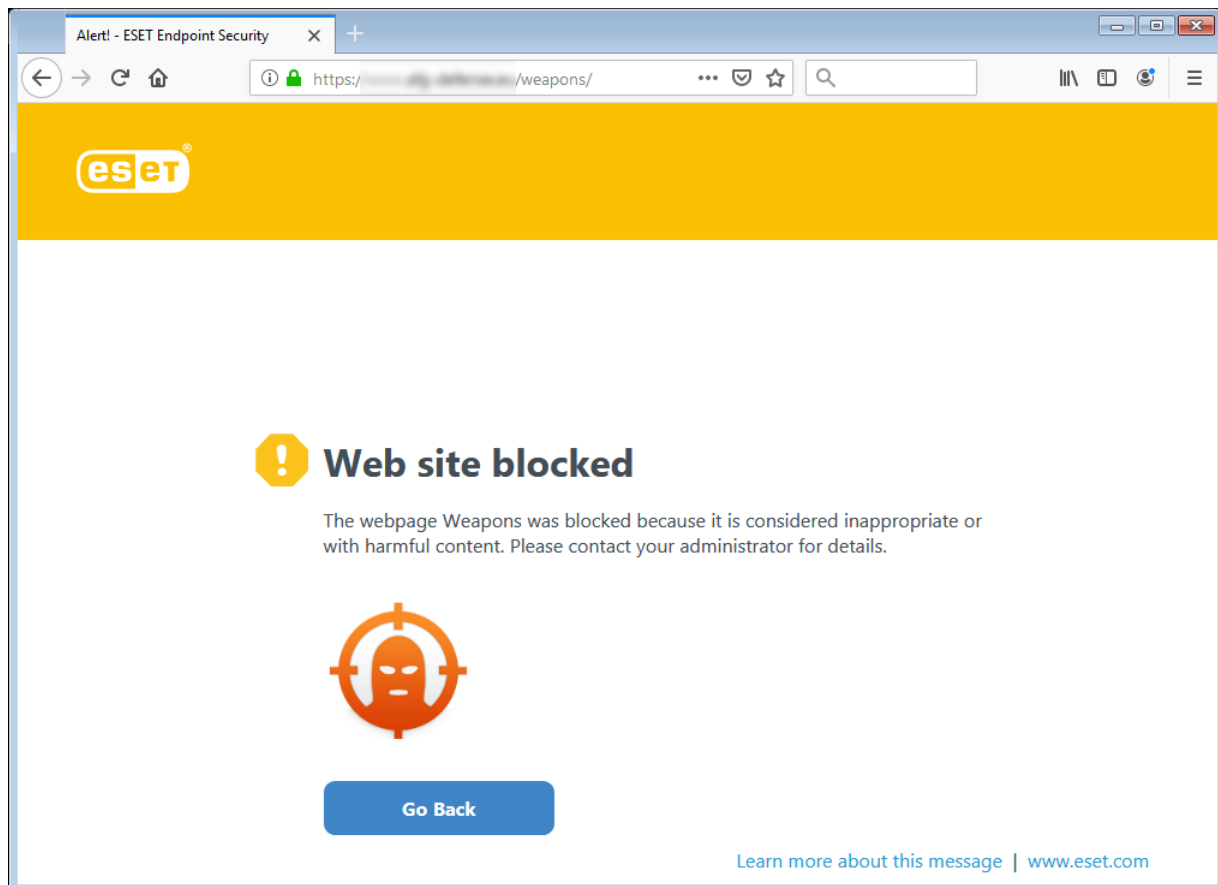 Alert! - ESET Endpoint Security
https:/ /weapons/
eseT®
Web site blocked
The webpage Weapons was blocked because it is considered inappropriate or
with harmful content. Please contact your administrator for details.
Go Back
Learn more about this message | www.eset.com